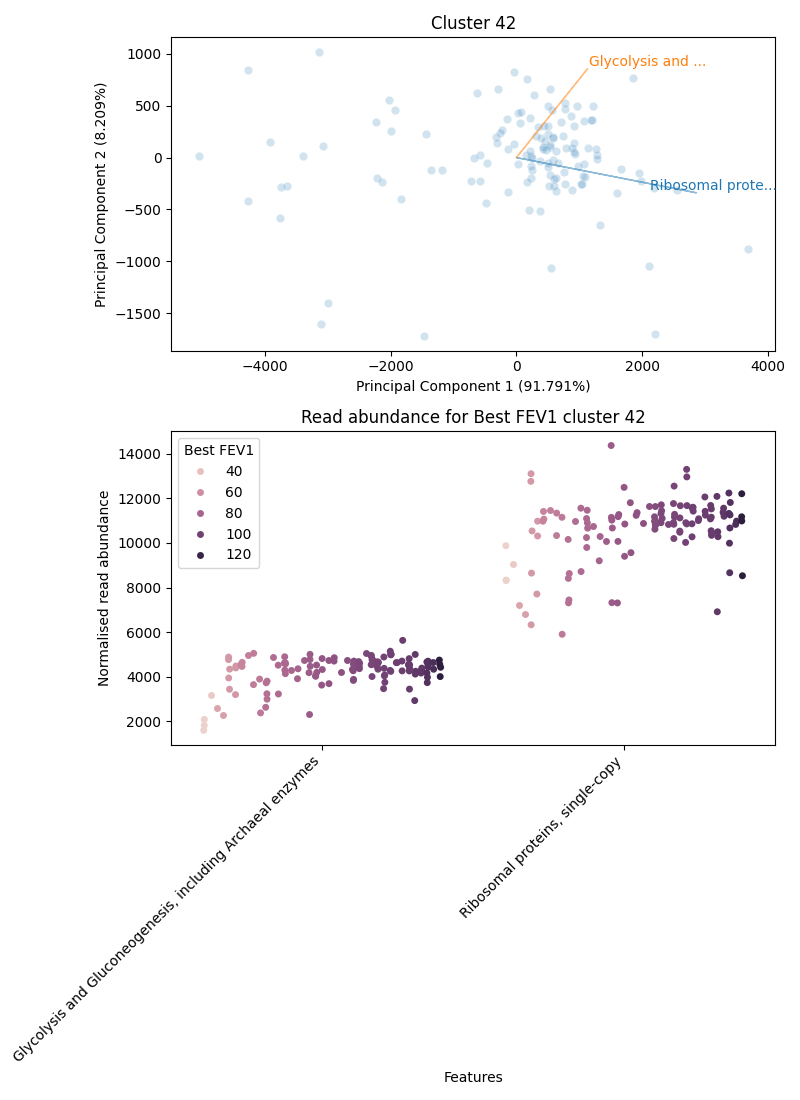 Cluster 42
1000
500
0
−500
−1000
−1500
Principal Component 2 (8.209%)
Glycolysis and ...
Ribosomal prote...
−4000
−2000
0
2000
4000
Principal Component 1 (91.791%)
Read abundance for Best FEV1 cluster 42
14000
12000
10000
8000
6000
4000
2000
Normalised read abundance
Best FEV1
40
60
80
100
120
Glycolysis and Gluconeogenesis, including Archaeal enzymes
Ribosomal proteins, single-copy
Features